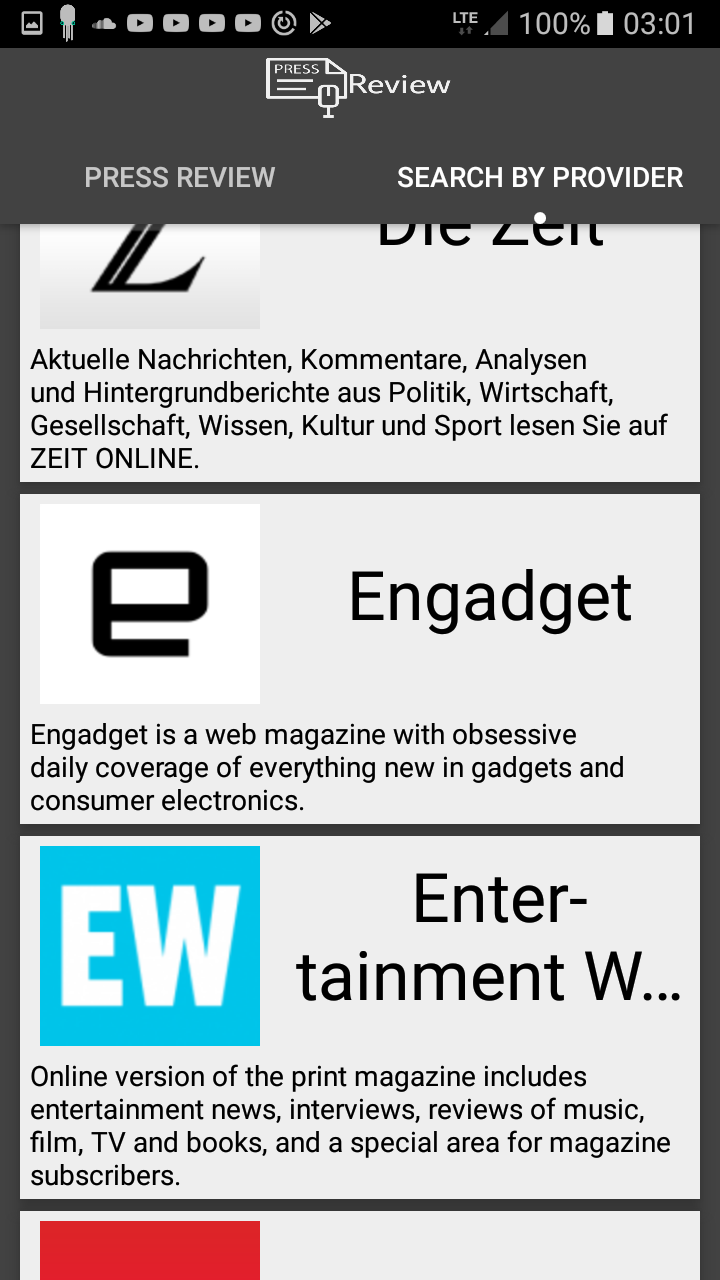 LTE 100% 03:01
PRESS
Review
PRESS REVIEW SEARCH BY PROVIDER
Z Die Zeit
Aktuelle Nachrichten, Kommentare, Analysen
und Hintergrundberichte aus Politik, Wirtschaft,
Gesellschaft, Wissen, Kultur und Sport lesen Sie auf
ZEIT ONLINE.
e Engadget
Engadget is a web magazine with obsessive
daily coverage of everything new in gadgets and
consumer electronics.
EW
Enter-
tainment W...
Online version of the print magazine includes
entertainment news, interviews, reviews of music,
film, TV and books, and a special area for magazine
subscribers.